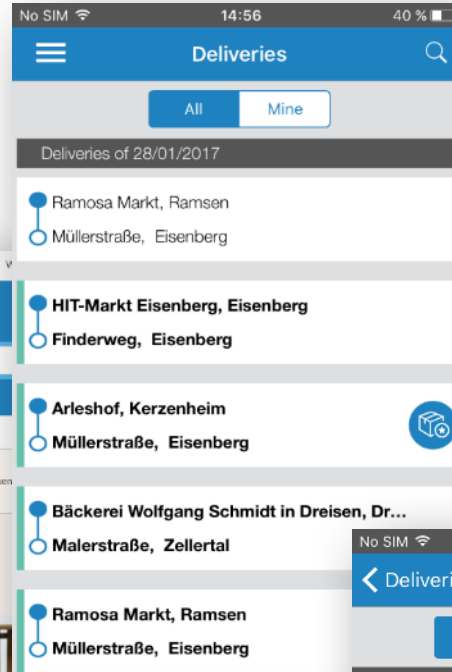 No SIM 14:56 40 %
Deliveries
All Mine
Deliveries of 28/01/2017
Ramosa Markt, Ramsen
Müllerstraße, Eisenberg
HIT-Markt Eisenberg, Eisenberg
Finderweg, Eisenberg
Arleshof, Kerzenheim
Müllerstraße, Eisenberg
Bäckerei Wolfgang Schmidt in Dreisen, Dr...
Malerstraße, Zellertal
Ramosa Markt, Ramsen
Müllerstraße, Eisenberg
No SIM
Deliveri